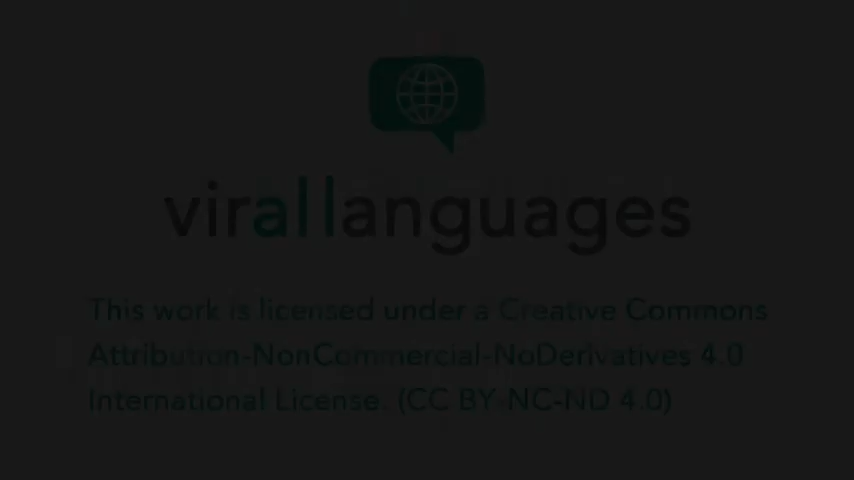 virallanguages
This work is licensed under a Creative Commons
Attribution-NonCommercial-NoDerivatives 4.0
International License. (CC BY-NC-ND 4.0)